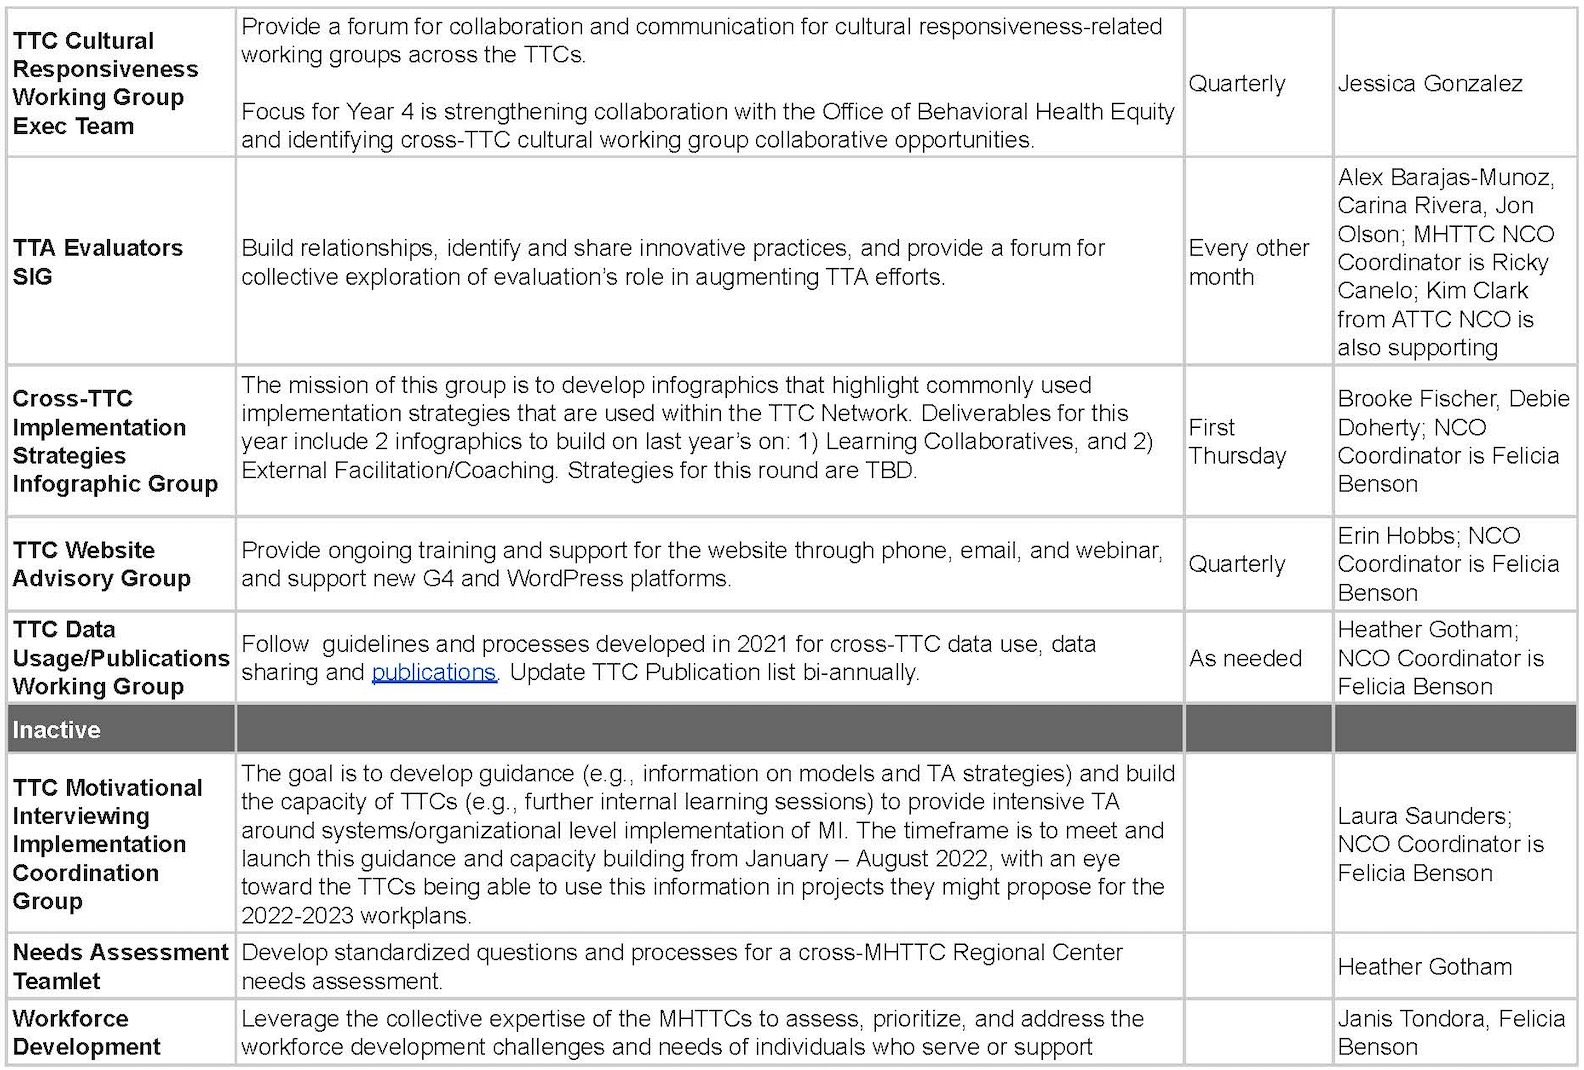 TTC Cultural
Responsiveness
Working Group
Exec Team
Provide a forum for collaboration and communication for cultural responsiveness-related
working groups across the TTCs.
Focus for Year 4 is strengthening collaboration with the Office of Behavioral Health Equity
and identifying cross-TTC cultural working group collaborative opportunities.
Quarterly
Jessica Gonzalez
TTA Evaluators
SIG
Build relationships, identify and share innovative practices, and provide a forum for
collective exploration of evaluation’s role in augmenting TTA efforts.
Every other
month
Alex Barajas-Munoz,
Carina Rivera, Jon
Olson; MHTTC NCO
Coordinator is Ricky
Canelo; Kim Clark
from ATTC NCO is
also supporting
Cross-TTC
Implementation
Strategies
Infographic Group
The mission of this group is to develop infographics that highlight commonly used
implementation strategies that are used within the TTC Network. Deliverables for this
year include 2 infographics to build on last year’s on: 1) Learning Collaboratives, and 2)
External Facilitation/Coaching. Strategies for this round are TBD.
First
Thursday
Brooke Fischer, Debie
Doherty; NCO
Coordinator is Felicia
Benson
TTC Website
Advisory Group
Provide ongoing training and support for the website through phone, email, and webinar,
and support new G4 and WordPress platforms.
Quarterly
Erin Hobbs; NCO
Coordinator is Felicia
Benson
TTC Data
Usage/Publications
Working Group
Follow  guidelines and processes developed in 2021 for cross-TTC data use, data
sharing and publications. Update TTC Publication list bi-annually.
As needed
Heather Gotham;
NCO Coordinator is
Felicia Benson
Inactive
TTC Motivational
Interviewing
Implementation
Coordination
Group
The goal is to develop guidance (e.g., information on models and TA strategies) and build
the capacity of TTCs (e.g., further internal learning sessions) to provide intensive TA
around systems/organizational level implementation of MI. The timeframe is to meet and
launch this guidance and capacity building from January – August 2022, with an eye
toward the TTCs being able to use this information in projects they might propose for the
2022-2023 workplans.
Laura Saunders;
NCO Coordinator is
Felicia Benson
Needs Assessment
Teamlet
Develop standardized questions and processes for a cross-MHTTC Regional Center
needs assessment.
Heather Gotham
Workforce
Development
Leverage the collective expertise of the MHTTCs to assess, prioritize, and address the
workforce development challenges and needs of individuals who serve or support
Janis Tondora, Felicia
Benson